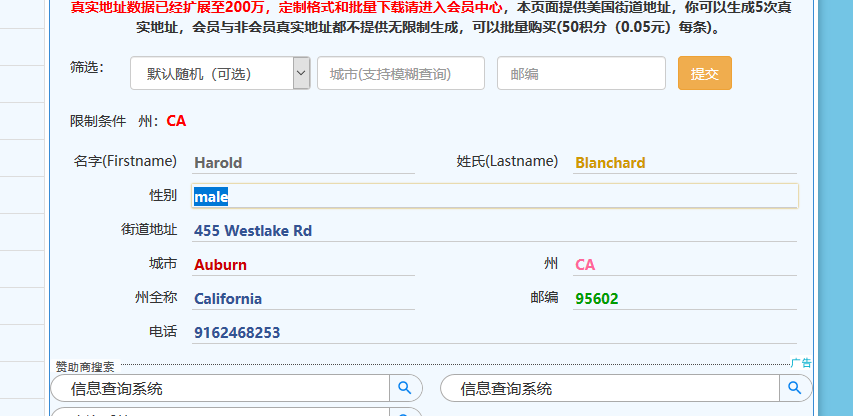 真实地址数据已经扩展至200万，定制格式和批量下载请进入会员中心，本页面提供美国街道地址，你可以生成5次真
实地址，会员与非会员真实地址都不提供无限制生成，可以批量购买(50积分（0.05元）每条)。
筛选： 默认随机（可选） 城市(支持模糊查询) 邮编 提交
限制条件 州：CA
名字(Firstname) Harold 姓氏(Lastname) Blanchard
性别 male
街道地址 455 Westlake Rd
城市 Auburn 州 CA
州全称 California 邮编 95602
电话 9162468253
赞助商搜索 广告
信息查询系统 信息查询系统